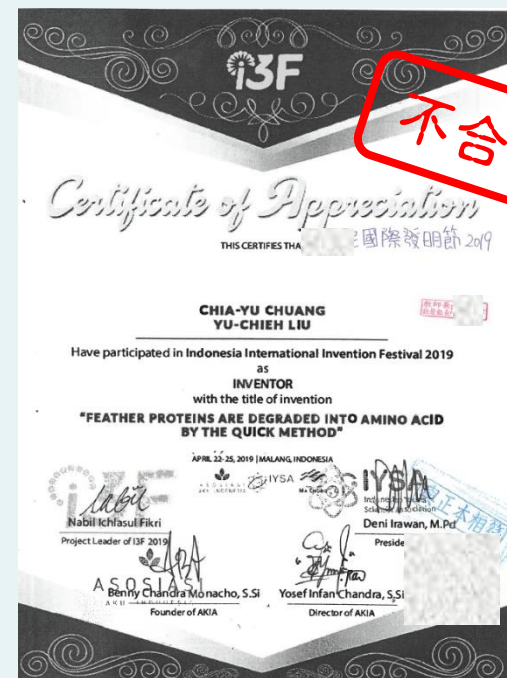 i3F
不合
Certificate of Appreciation
THIS CERTIFIES THA
國際發明節 2019
CHIA-YU CHUANG
YU-CHIEH LIU
Have participated in Indonesia International Invention Festival 2019
as
INVENTOR
with the title of invention
"FEATHER PROTEINS ARE DEGRADED INTO AMINO ACID
BY THE QUICK METHOD"
APRIL 22-25, 2019 | MALANG, INDONESIA
IYSA
IYSA
Nabil Ichlasul Fikri
Deni Irawan, M.Pd
Project Leader of I3F 2019
Preside
ASOSIASI
Benny Chandra Monacho, S.Si
Yosef Infan Chandra, S.Si
Founder of AKIA
Director of AKIA